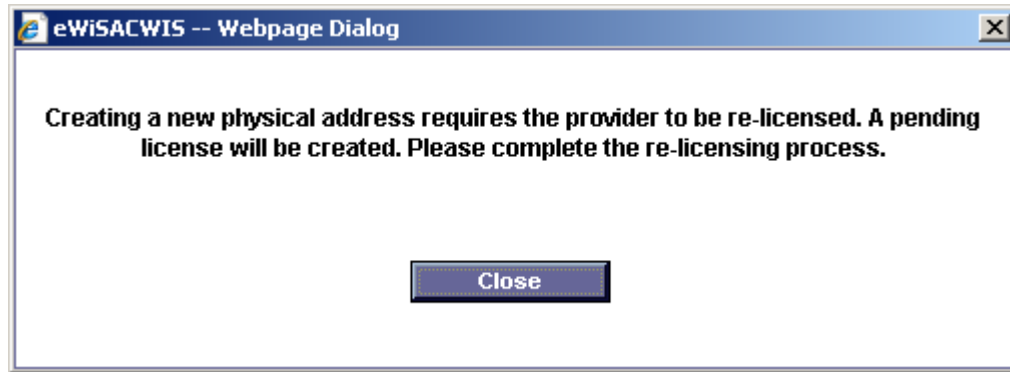 eWiSACWIS -- Webpage Dialog
Creating a new physical address requires the provider to be re-licensed. A pending
license will be created. Please complete the re-licensing process.
Close